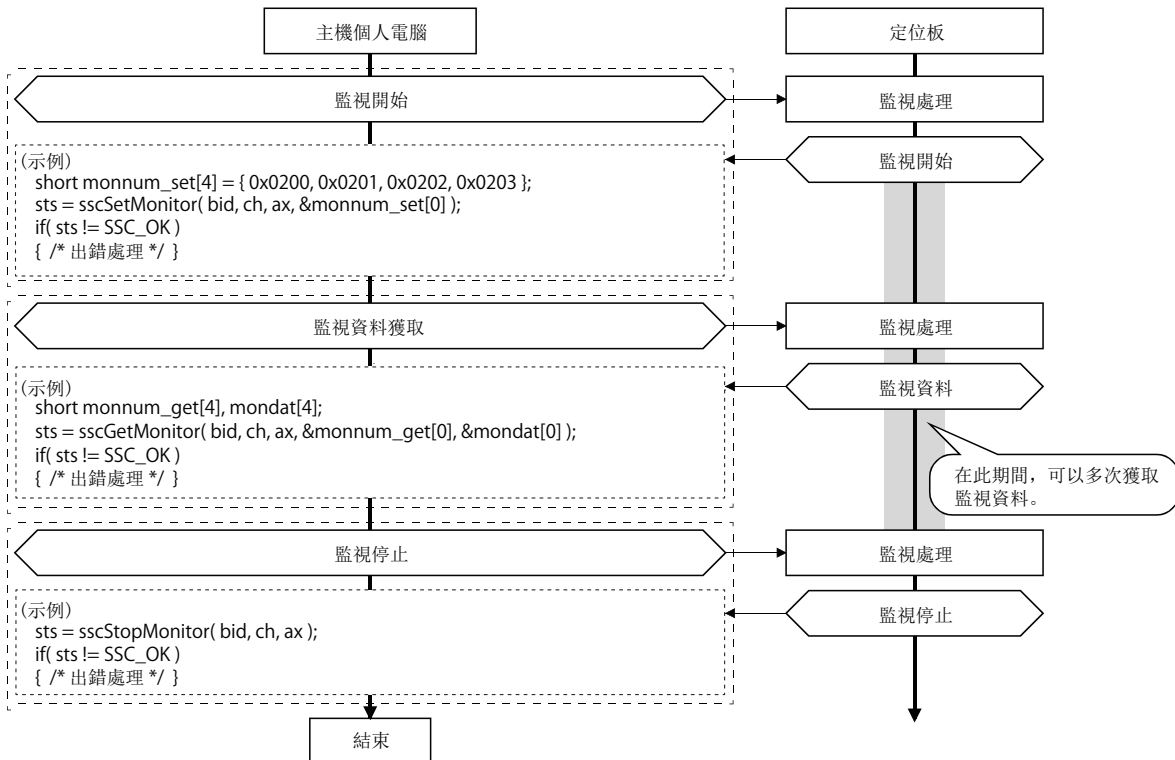 主機個人電腦
定位板
監視開始
監視處理
監視開始
(示例)
short monnum_set[4] = { 0x0200, 0x0201, 0x0202, 0x0203 };
sts = sscSetMonitor( bid, ch, ax, &monnum_set[0] );
if( sts != SSC_OK )
{ /* 出錯處理 */ }
監視資料獲取
監視處理
監視資料
(示例)
short monnum_get[4], mondat[4];
sts = sscGetMonitor( bid, ch, ax, &monnum_get[0], &mondat[0] );
if( sts != SSC_OK )
{ /* 出錯處理 */ }
在此期間，可以多次獲取
監視資料。
監視停止
監視處理
監視停止
(示例)
sts = sscStopMonitor( bid, ch, ax );
if( sts != SSC_OK )
{ /* 出錯處理 */ }
結束